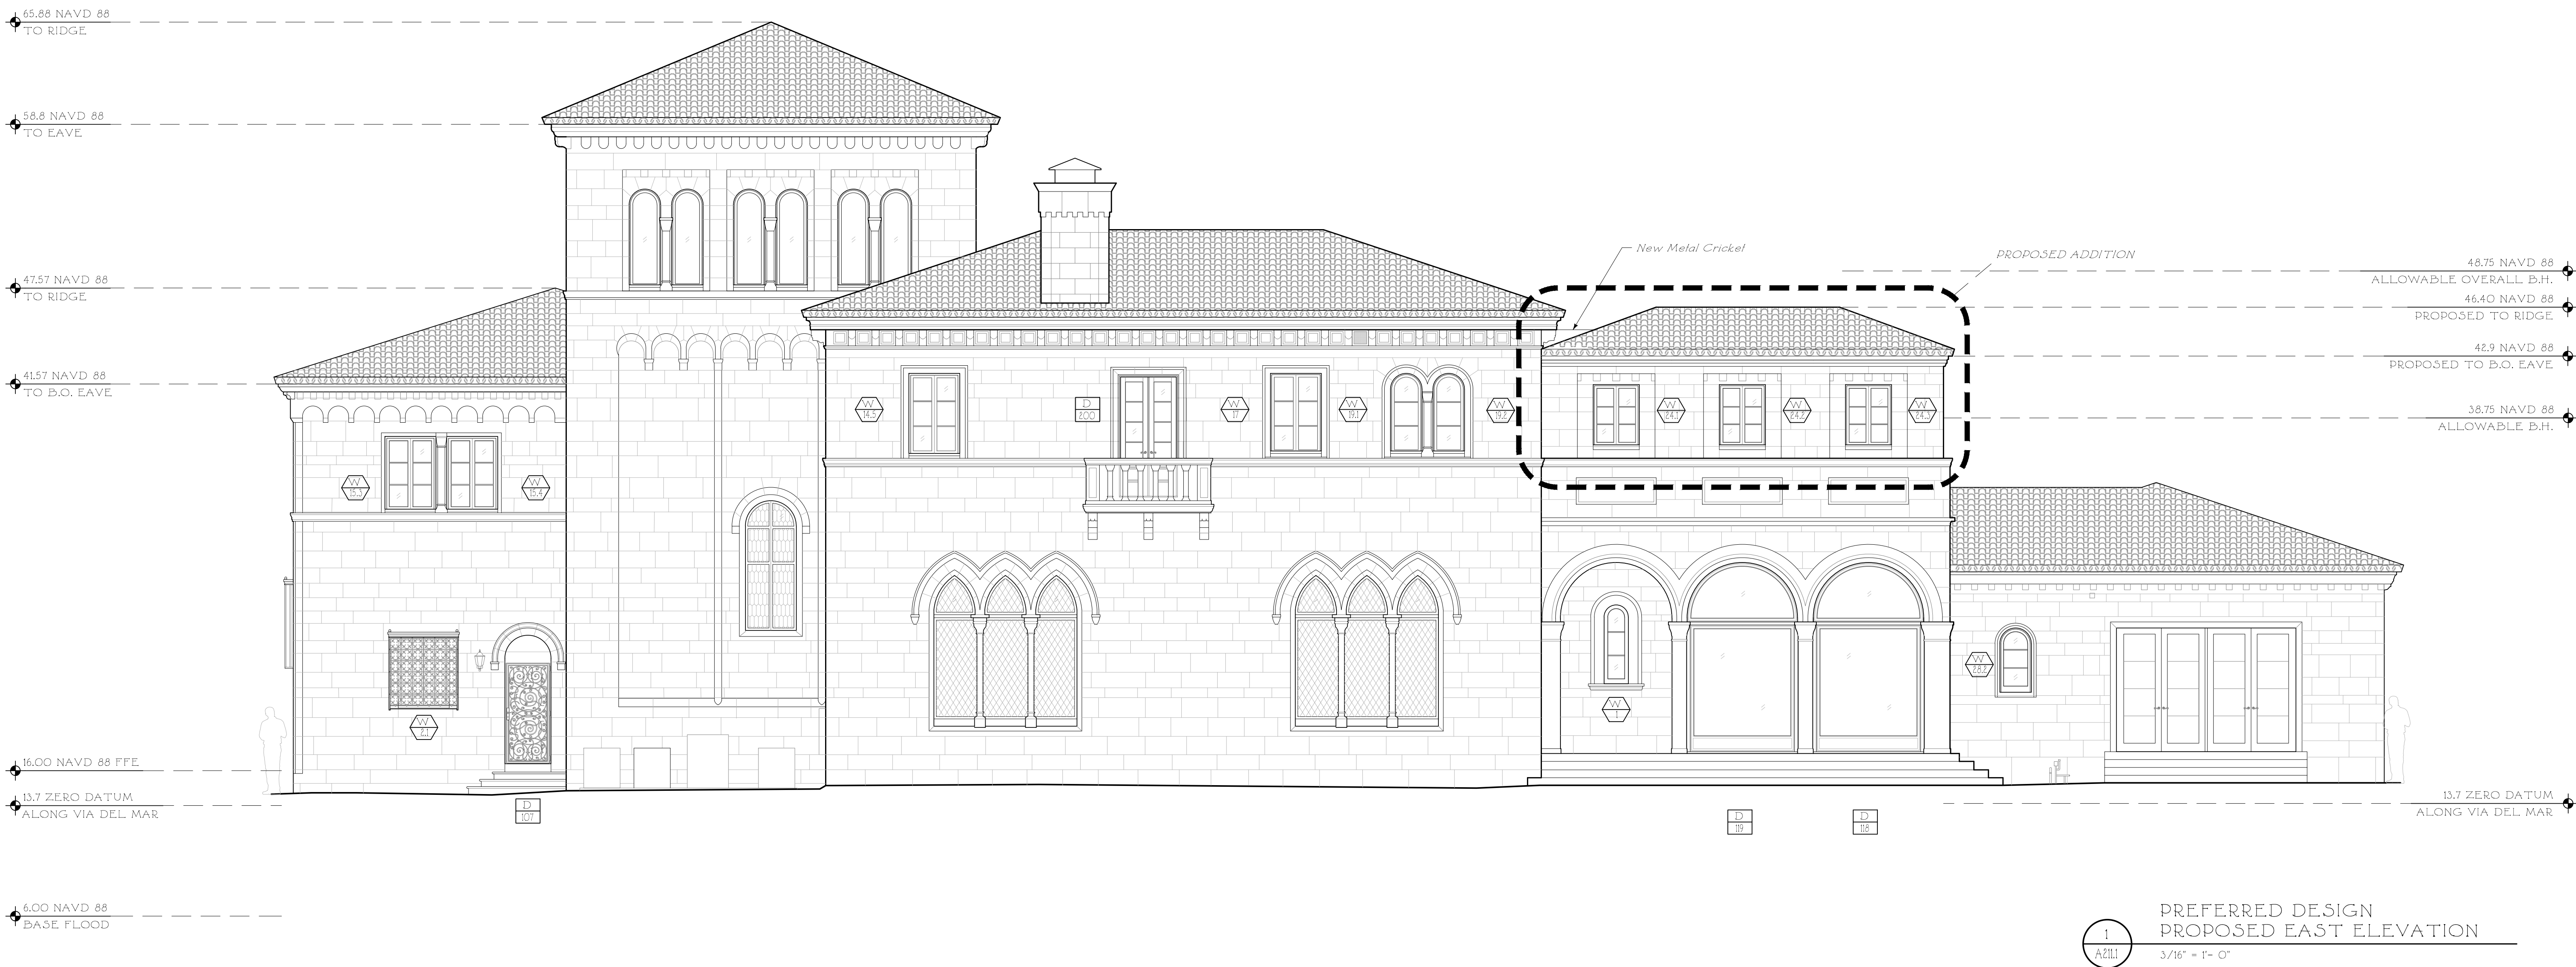 65.88 NAVD 88
TO RIDGE
58.8 NAVD 88
TO EAVE
47.57 NAVD 88
TO RIDGE
41.57 NAVD 88
TO B.O. EAVE
16.00 NAVD 88 FFE
13.7 ZERO DATUM
ALONG VIA DEL MAR
6.00 NAVD 88
BASE FLOOD
New Metal Cricket
PROPOSED ADDITION
48.75 NAVD 88
ALLOWABLE OVERALL B.H.
46.40 NAVD 88
PROPOSED TO RIDGE
42.9 NAVD 88
PROPOSED TO B.O. EAVE
38.75 NAVD 88
ALLOWABLE B.H.
13.7 ZERO DATUM
ALONG VIA DEL MAR
W
14.5
D
200
W
17
W
19.1
W
19.2
W
24.1
W
24.2
W
24.3
W
15.3
W
15.4
W
2.1
W
1
W
28.2
D
107
D
119
D
118
1
A211.1
PREFERRED DESIGN
PROPOSED EAST ELEVATION
3/16" = 1'- 0"